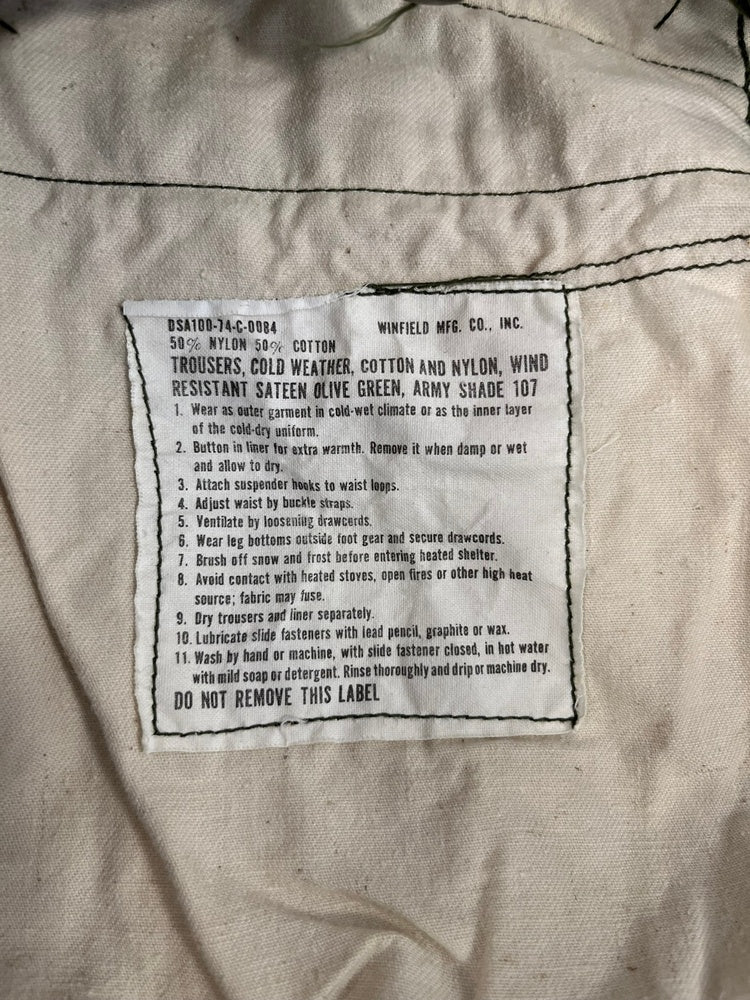 DSA100-74-C-0084 WINFIELD MFG. CO., INC.
50% NYLON 50% COTTON
TROUSERS, COLD WEATHER, COTTON AND NYLON, WIND
RESISTANT SATEEN OLIVE GREEN, ARMY SHADE 107
1. Wear as outer garment in cold-wet climate or as the inner layer
of the cold-dry uniform.
2. Button in liner for extra warmth. Remove it when damp or wet
and allow to dry.
3. Attach suspender hooks to waist loops.
4. Adjust waist by buckle straps.
5. Ventilate by loosening drawcords.
6. Wear leg bottoms outside foot gear and secure drawcords.
7. Brush off snow and frost before entering heated shelter.
8. Avoid contact with heated stoves, open fires or other high heat
source; fabric may fuse.
9. Dry trousers and liner separately.
10. Lubricate slide fasteners with lead pencil, graphite or wax.
11. Wash by hand or machine, with slide fastener closed, in hot water
with mild soap or detergent. Rinse thoroughly and drip or machine dry.
DO NOT REMOVE THIS LABEL